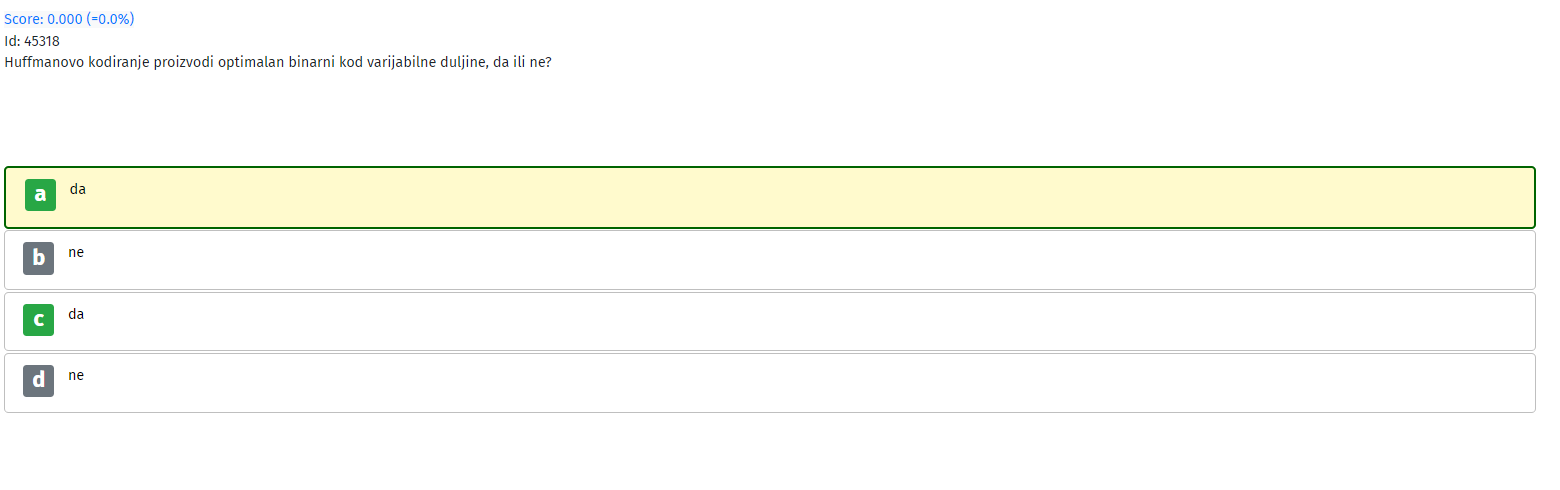 Score: 0.000 (=0.0%)
Id: 45318
Huffmanovo kodiranje proizvodi optimalan binarni kod varijabilne duljine, da ili ne?
a da
b ne
c da
d ne